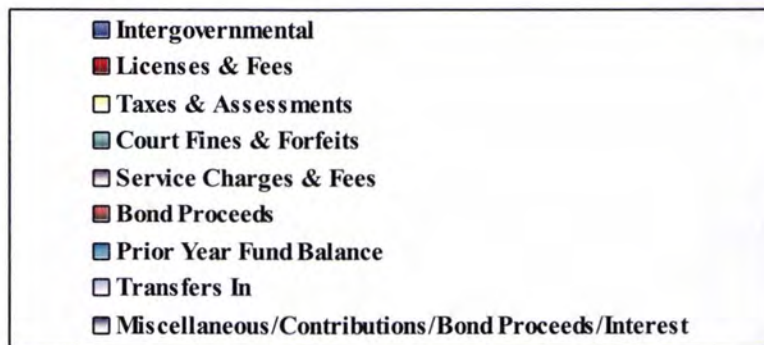 Intergovernmental
Licenses & Fees
Taxes & Assessments
Court Fines & Forfeits
Service Charges & Fees
Bond Proceeds
Prior Year Fund Balance
Transfers In
Miscellaneous/Contributions/Bond Proceeds/Interest